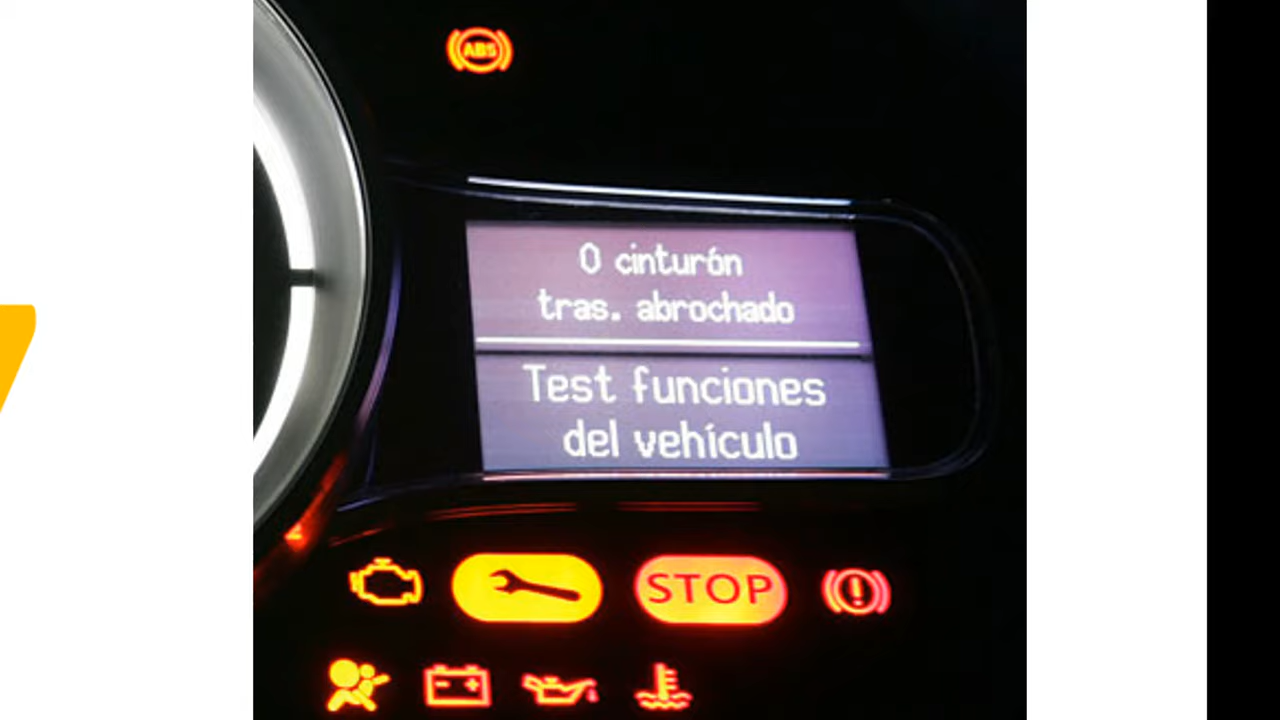 ABS
0 cinturón
tras. abrochado
Test funciones
del vehículo
STOP